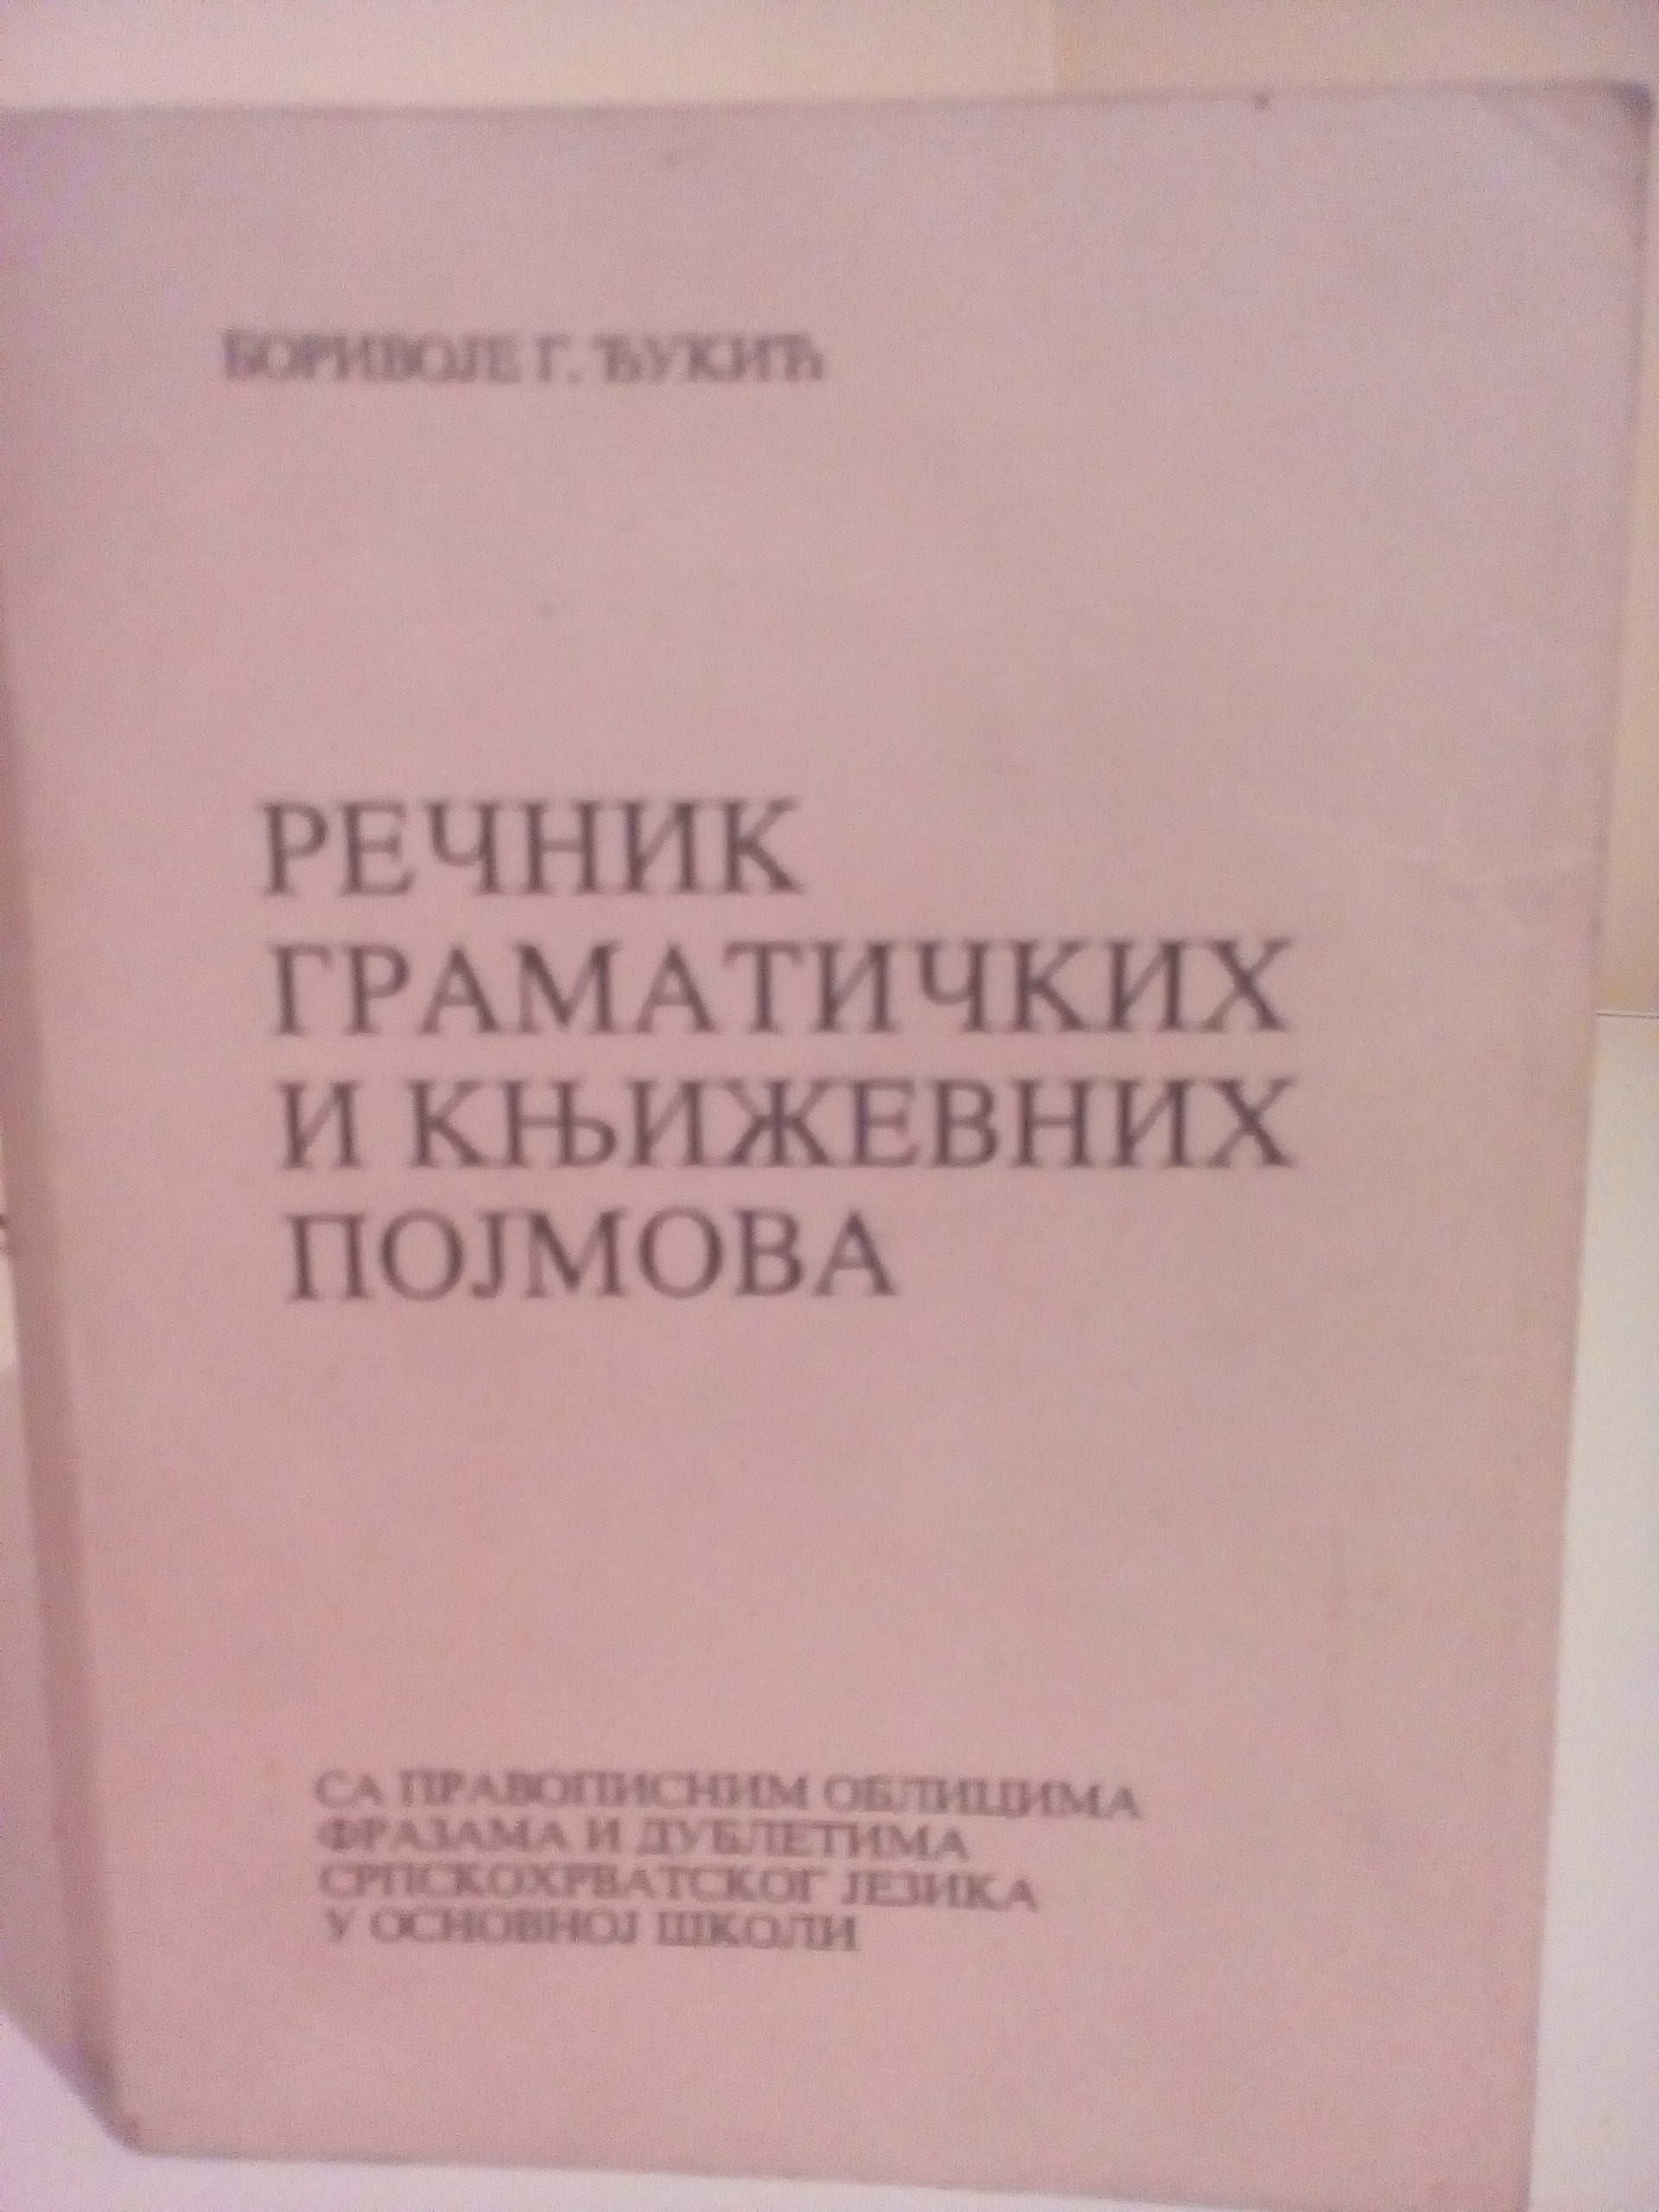 БОРИВОЈЕ Г. ЂУКИЋ
РЕЧНИК
ГРАМАТИЧКИХ
И КЊИЖЕВНИХ
ПОЈМОВА
СА ПРАВОПИСНИМ ОБЛИЦИМА
ФРАЗАМА И ДУБЛЕТИМА
СРПСКОХРВАТСКОГ ЈЕЗИКА
У ОСНОВНОЈ ШКОЛИ